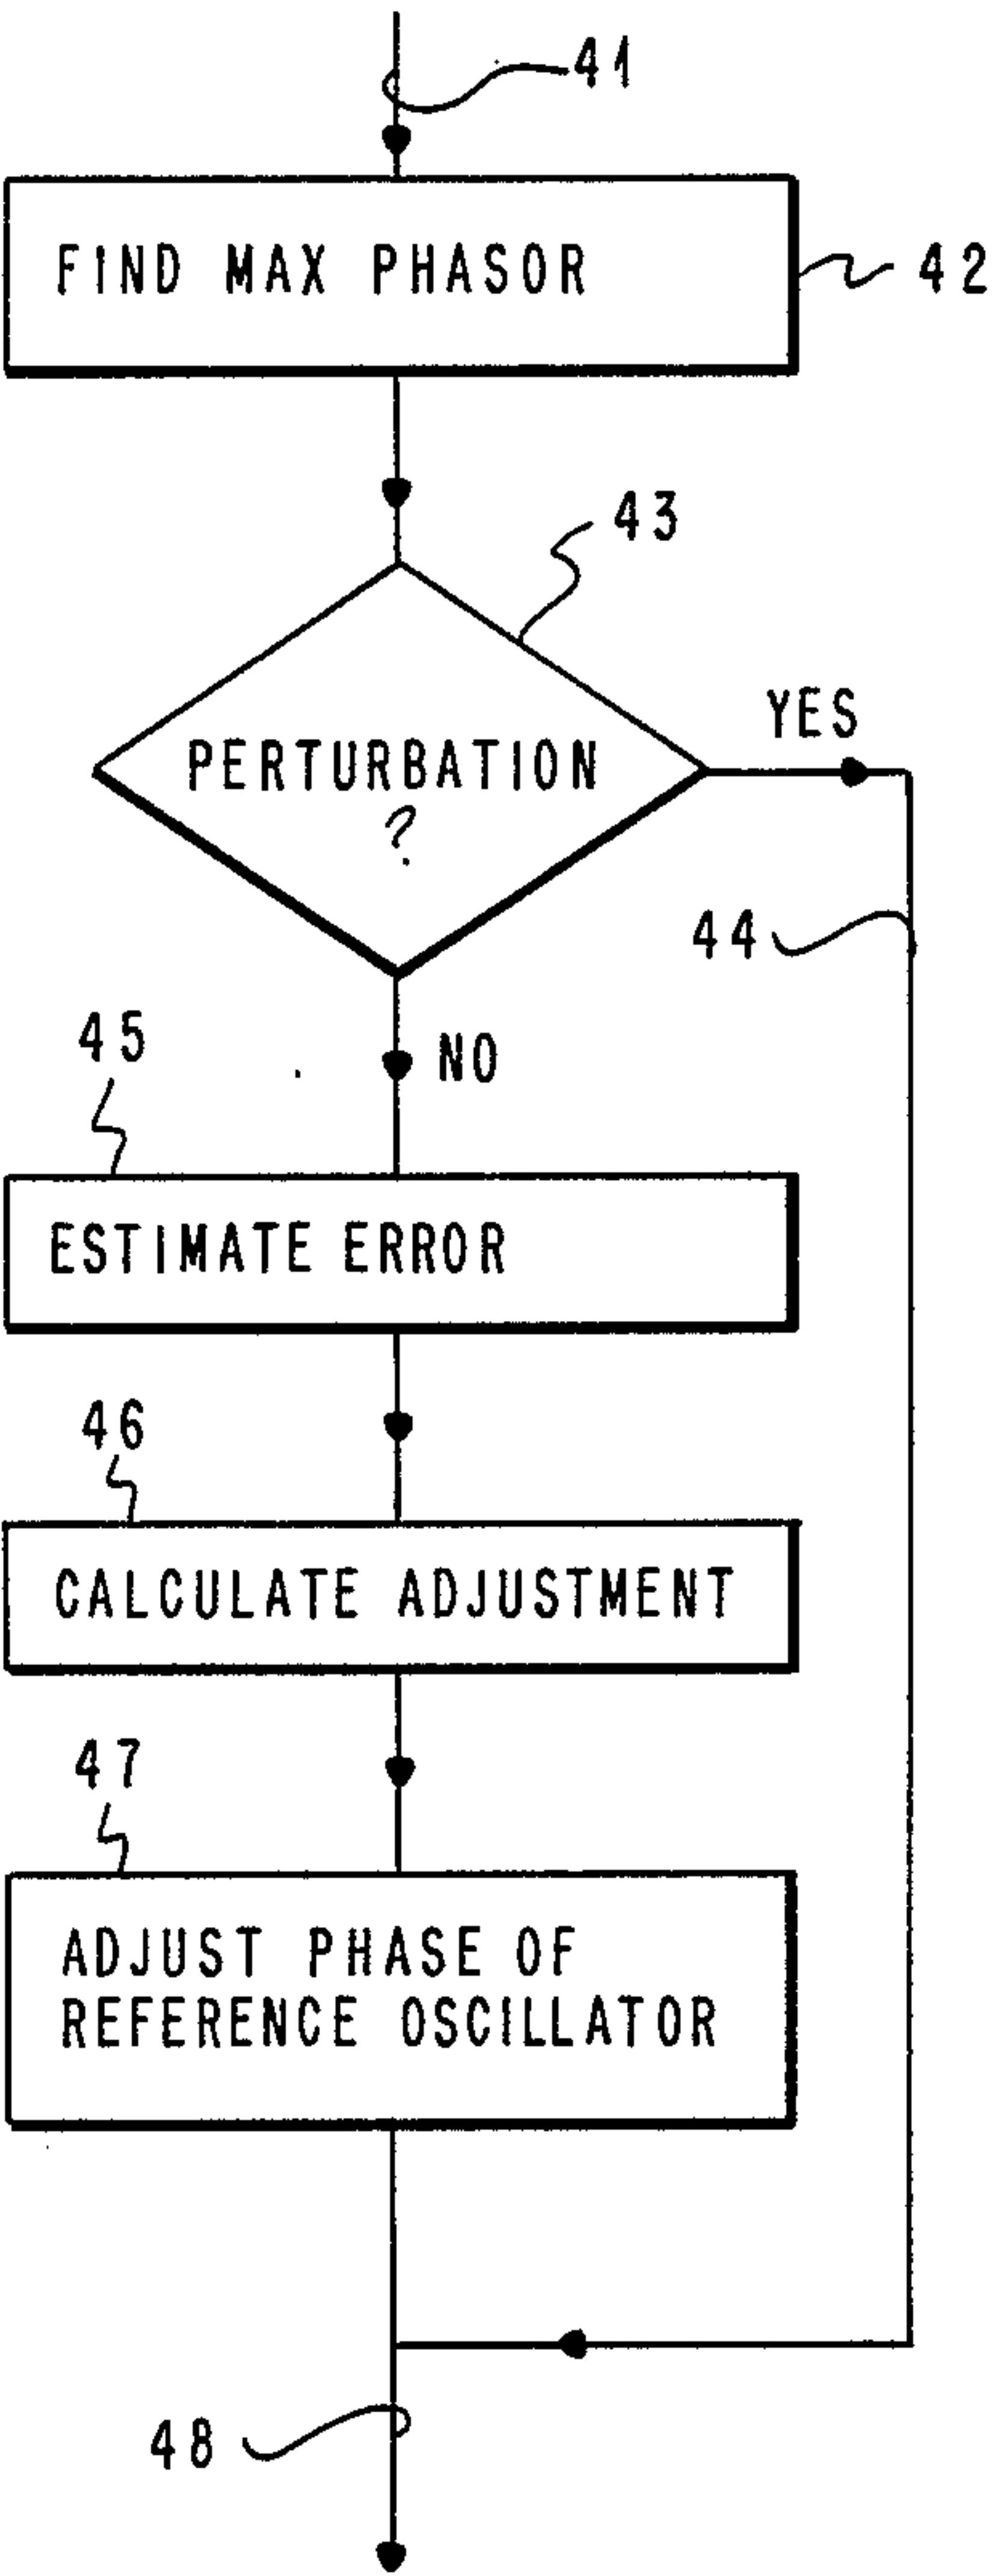 41
FIND MAX PHASOR
42
43
PERTURBATION
?
YES
44
NO
45
ESTIMATE ERROR
46
CALCULATE ADJUSTMENT
47
ADJUST PHASE OF
REFERENCE OSCILLATOR
48